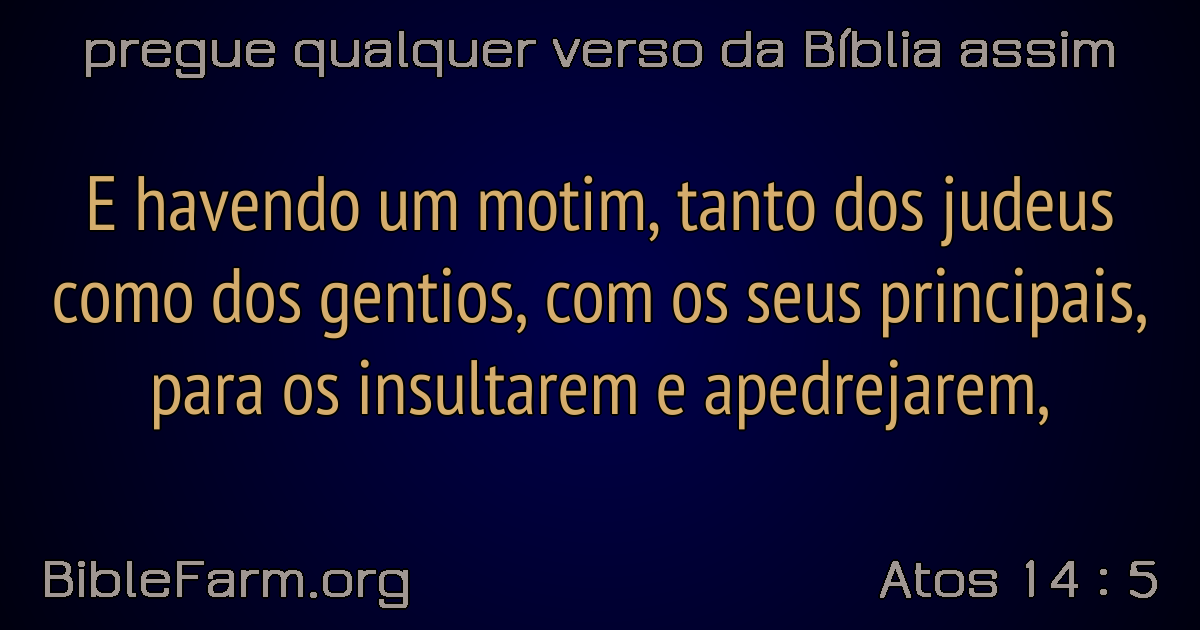 pregue qualquer verso da Bíblia assim
E havendo um motim, tanto dos judeus
como dos gentios, com os seus principais,
para os insultarem e apedrejarem,
BibleFarm.org
Atos 14 : 5